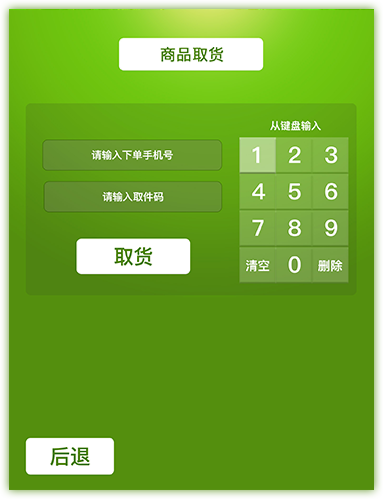 商品取货
从键盘输入
请输入下单手机号
请输入取件码
取货
1 2 3
4 5 6
7 8 9
清空 0 删除
后退